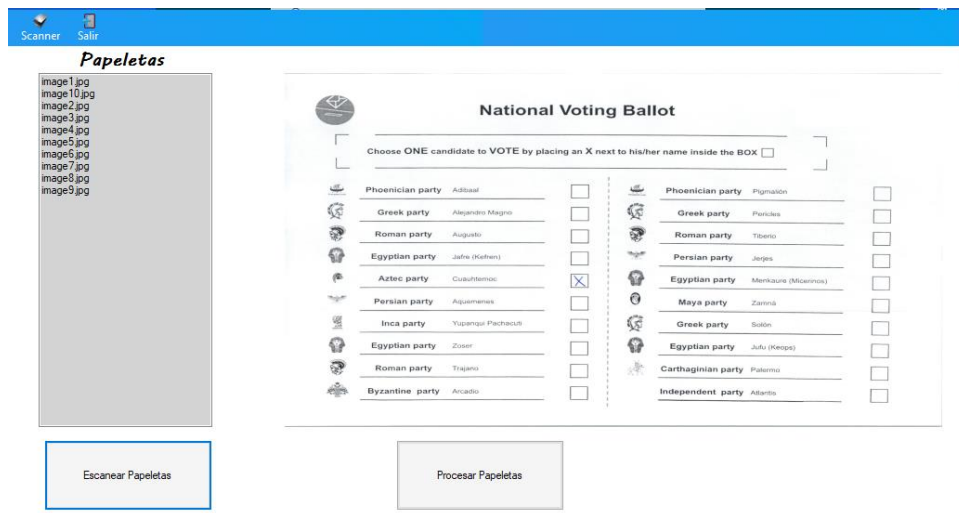 Scanner Salir
Papeletas
image1.jpg
image10.jpg
image2.jpg
image3.jpg
image4.jpg
image5.jpg
image6.jpg
image7.jpg
image8.jpg
image9.jpg
National Voting Ballot
Choose ONE candidate to VOTE by placing an X next to his/her name inside the BOX
Phoenician party Adibaal
Greek party Alejandro Magno
Roman party Augusto
Egyptian party Jafra (Kefren)
Aztec party Cuauhtemoc
Persian party Aquemenes
Inca party Yupanqui Pachacuti
Egyptian party Zoser
Roman party Trajano
Byzantine party Arcadio
Phoenician party Pigmalión
Greek party Pericles
Roman party Tiberio
Persian party Jerjes
Egyptian party Menkaure (Micerinos)
Maya party Zamná
Greek party Solón
Egyptian party Jufu (Keops)
Carthaginian party Palermo
Independent party Atlantis
Escanear Papeletas
Procesar Papeletas